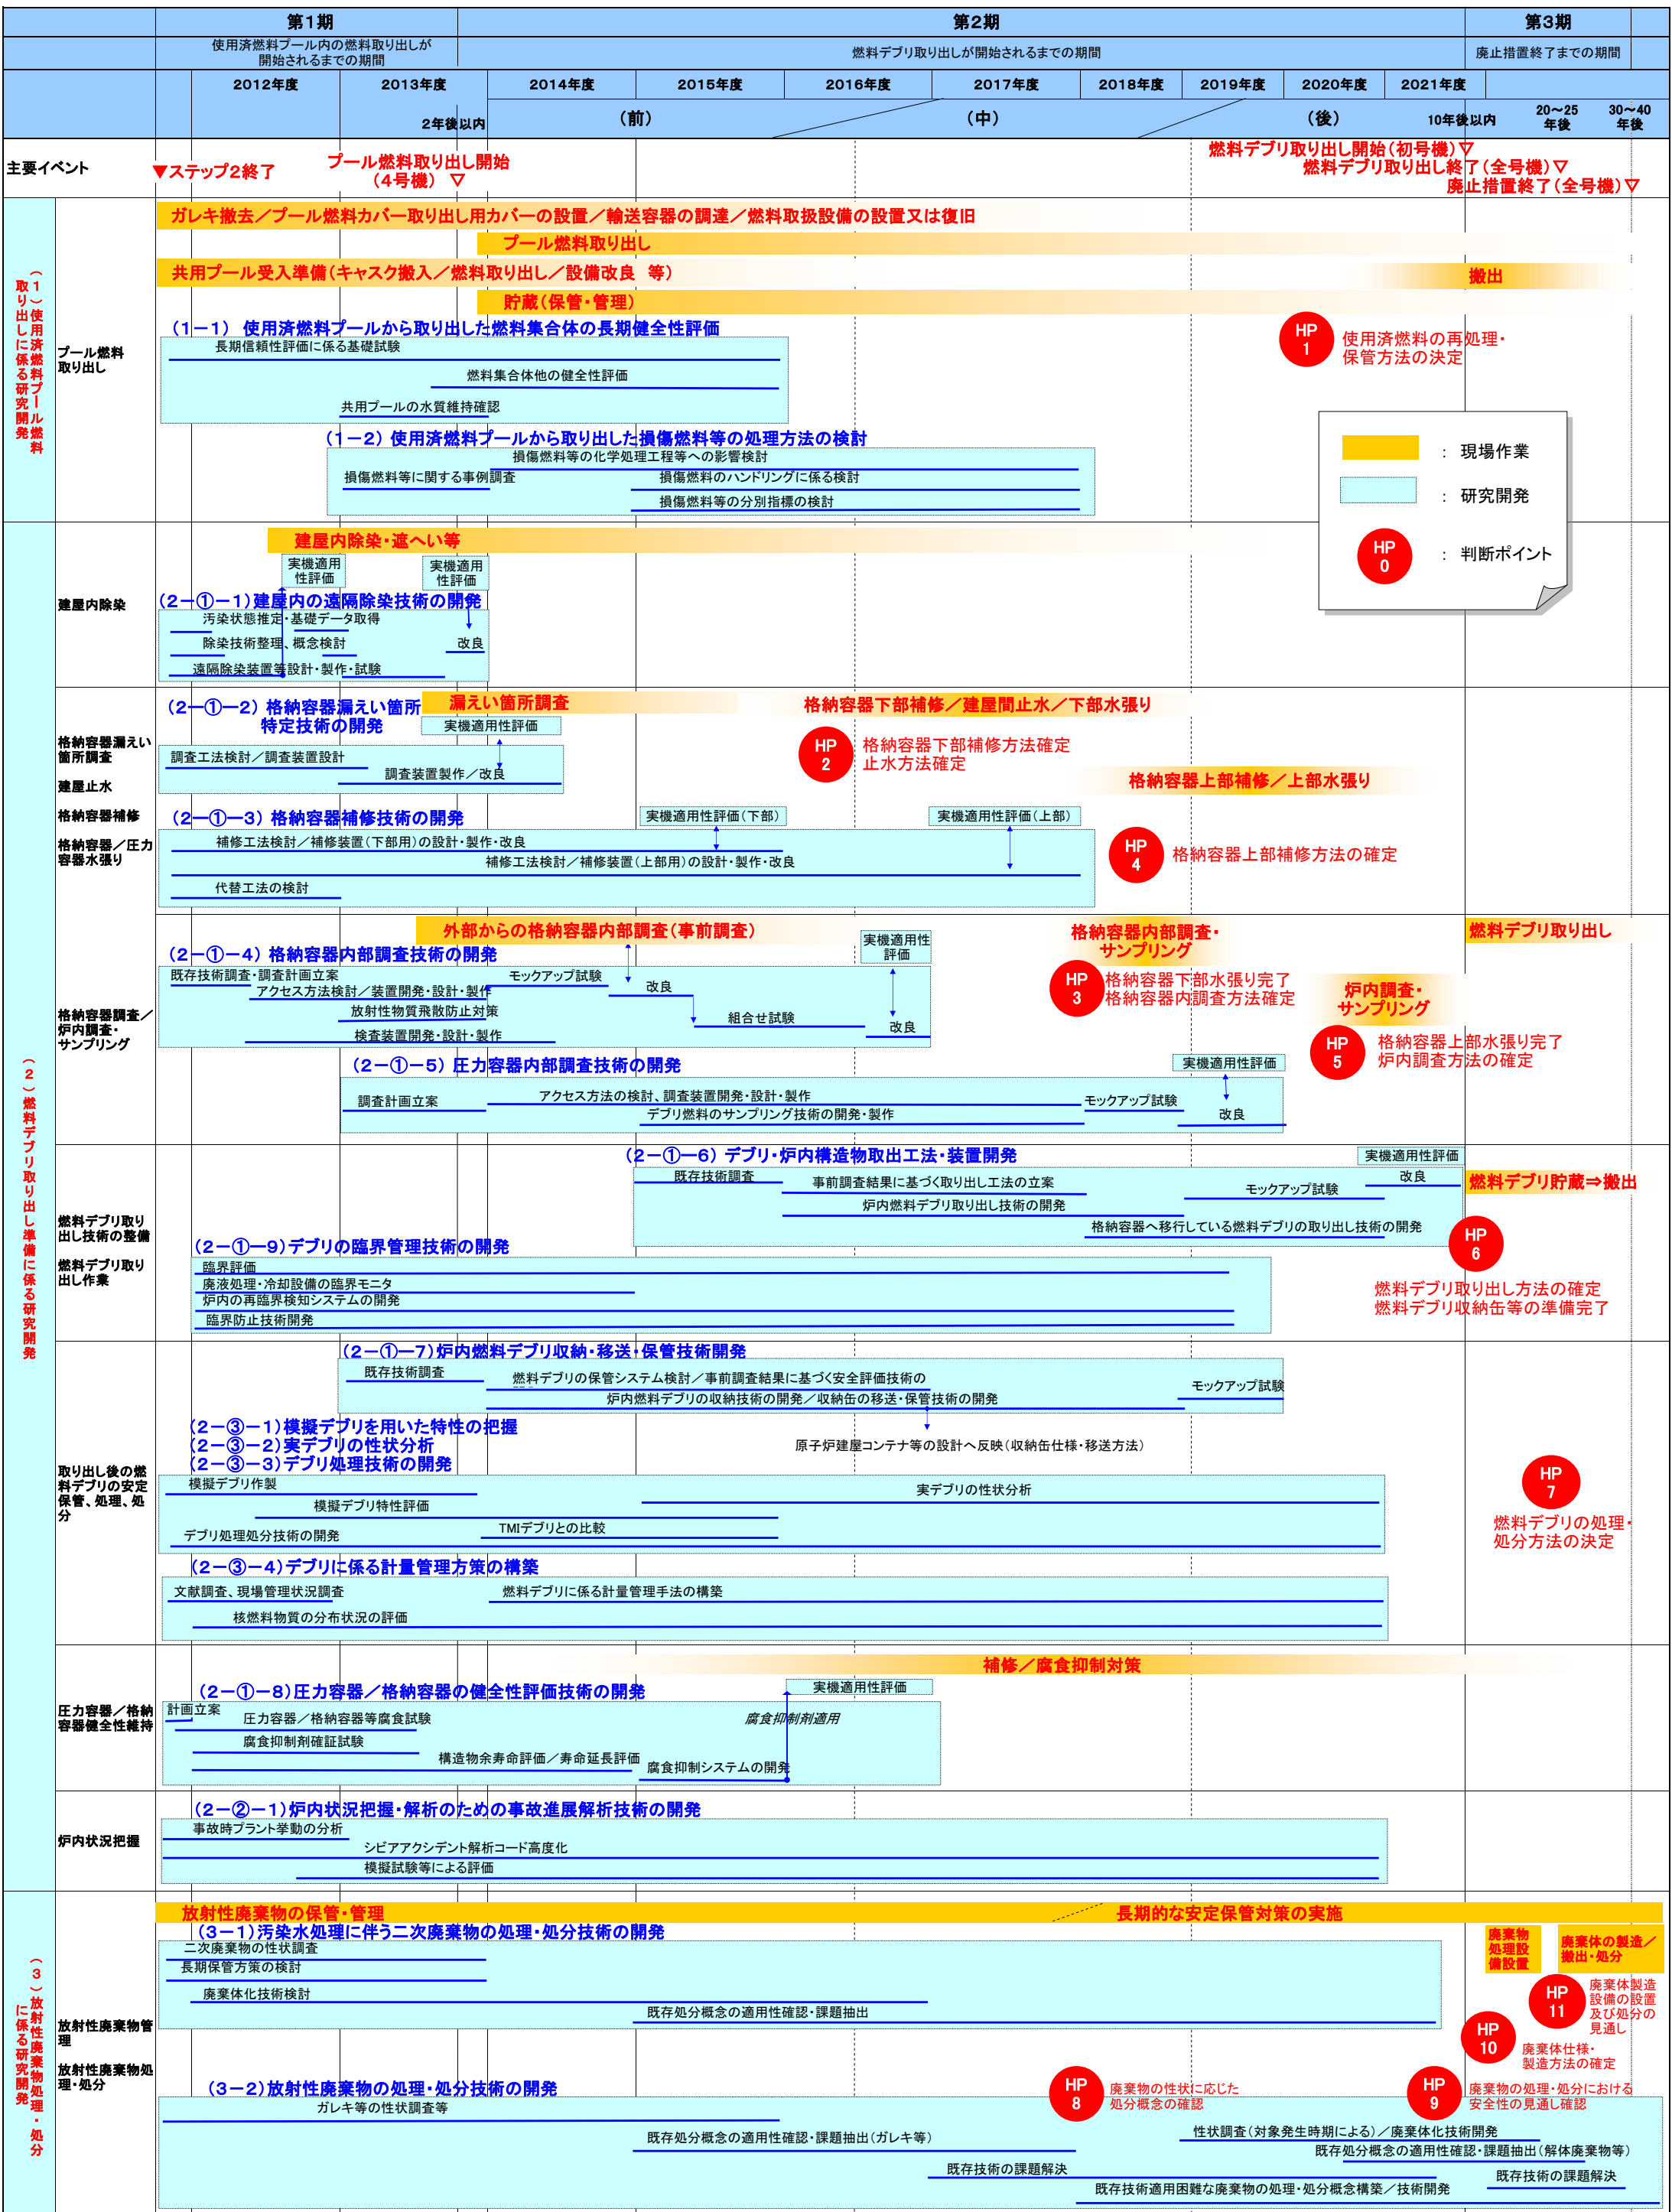 第1期
第2期
第3期
使用済燃料プール内の燃料取り出しが
開始されるまでの期間
燃料デブリ取り出しが開始されるまでの期間
廃止措置終了までの期間
2012年度
2013年度
2014年度
2015年度
2016年度
2017年度
2018年度
2019年度
2020年度
2021年度
2年後以内
(前)
(中)
(後)
10年後以内
20~25
年後
30~40
年後
主要イベント
▼ステップ2終了
プール燃料取り出し開始
(4号機) ▽
燃料デブリ取り出し開始(初号機)▽
燃料デブリ取り出し終了(全号機)▽
廃止措置終了(全号機)▽
(1)使用済燃料プール燃料
取り出しに係る研究開発
プール燃料
取り出し
ガレキ撤去/プール燃料カバー取り出し用カバーの設置/輸送容器の調達/燃料取扱設備の設置又は復旧
プール燃料取り出し
共用プール受入準備(キャスク搬入/燃料取り出し/設備改良 等)
搬出
貯蔵(保管・管理)
(1-1) 使用済燃料プールから取り出した燃料集合体の長期健全性評価
長期信頼性評価に係る基礎試験
燃料集合体他の健全性評価
共用プールの水質維持確認
HP
1
使用済燃料の再処理・
保管方法の決定
(1-2) 使用済燃料プールから取り出した損傷燃料等の処理方法の検討
損傷燃料等の化学処理工程等への影響検討
損傷燃料等に関する事例調査
損傷燃料のハンドリングに係る検討
損傷燃料等の分別指標の検討
: 現場作業
: 研究開発
HP
0
: 判断ポイント
(2)燃料デブリ取り出し準備に係る研究開発
建屋内除染
建屋内除染・遮へい等
実機適用
性評価
実機適用
性評価
(2-①-1)建屋内の遠隔除染技術の開発
汚染状態推定・基礎データ取得
除染技術整理、概念検討
改良
遠隔除染装置等設計・製作・試験
格納容器漏えい
箇所調査
建屋止水
格納容器補修
格納容器/圧力
容器水張り
(2-①-2) 格納容器漏えい箇所
特定技術の開発
漏えい箇所調査
実機適用性評価
調査工法検討/調査装置設計
調査装置製作/改良
格納容器下部補修/建屋間止水/下部水張り
HP
2
格納容器下部補修方法確定
止水方法確定
格納容器上部補修/上部水張り
(2-①-3) 格納容器補修技術の開発
実機適用性評価(下部)
実機適用性評価(上部)
補修工法検討/補修装置(下部用)の設計・製作・改良
補修工法検討/補修装置(上部用)の設計・製作・改良
代替工法の検討
HP
4
格納容器上部補修方法の確定
格納容器調査/
炉内調査・
サンプリング
外部からの格納容器内部調査(事前調査)
実機適用性
評価
格納容器内部調査・
サンプリング
燃料デブリ取り出し
(2-①-4) 格納容器内部調査技術の開発
既存技術調査・調査計画立案
アクセス方法検討/装置開発・設計・製作
放射性物質飛散防止対策
検査装置開発・設計・製作
モックアップ試験
改良
組合せ試験
改良
HP
3
格納容器下部水張り完了
格納容器内調査方法確定
炉内調査・
サンプリング
HP
5
格納容器上部水張り完了
炉内調査方法の確定
(2-①-5) 圧力容器内部調査技術の開発
実機適用性評価
調査計画立案
アクセス方法の検討、調査装置開発・設計・製作
デブリ燃料のサンプリング技術の開発・製作
モックアップ試験
改良
燃料デブリ取り
出し技術の整備
燃料デブリ取り
出し作業
(2-①-6) デブリ・炉内構造物取出工法・装置開発
実機適用性評価
既存技術調査
事前調査結果に基づく取り出し工法の立案
炉内燃料デブリ取り出し技術の開発
モックアップ試験
改良
格納容器へ移行している燃料デブリの取り出し技術の開発
燃料デブリ貯蔵⇒搬出
HP
6
燃料デブリ取り出し方法の確定
燃料デブリ収納缶等の準備完了
(2-①-9)デブリの臨界管理技術の開発
臨界評価
廃液処理・冷却設備の臨界モニタ
炉内の再臨界検知システムの開発
臨界防止技術開発
取り出し後の燃
料デブリの安定
保管、処理、処
分
(2-①-7)炉内燃料デブリ収納・移送・保管技術開発
既存技術調査
燃料デブリの保管システム検討/事前調査結果に基づく安全評価技術の
炉内燃料デブリの収納技術の開発/収納缶の移送・保管技術の開発
モックアップ試験
原子炉建屋コンテナ等の設計へ反映(収納缶仕様・移送方法)
(2-③-1)模擬デブリを用いた特性の把握
(2-③-2)実デブリの性状分析
(2-③-3)デブリ処理技術の開発
模擬デブリ作製
模擬デブリ特性評価
実デブリの性状分析
TMIデブリとの比較
デブリ処理処分技術の開発
HP
7
燃料デブリの処理・
処分方法の決定
(2-③-4)デブリに係る計量管理方策の構築
文献調査、現場管理状況調査
燃料デブリに係る計量管理手法の構築
核燃料物質の分布状況の評価
圧力容器/格納
容器健全性維持
補修/腐食抑制対策
(2-①-8)圧力容器/格納容器の健全性評価技術の開発
実機適用性評価
計画立案
圧力容器/格納容器等腐食試験
腐食抑制剤適用
腐食抑制剤確証試験
構造物余寿命評価/寿命延長評価
腐食抑制システムの開発
炉内状況把握
(2-②-1)炉内状況把握・解析のための事故進展解析技術の開発
事故時プラント挙動の分析
シビアアクシデント解析コード高度化
模擬試験等による評価
(3)放射性廃棄物処理・処分
に係る研究開発
放射性廃棄物管
理
放射性廃棄物処
理・処分
放射性廃棄物の保管・管理
長期的な安定保管対策の実施
(3-1)汚染水処理に伴う二次廃棄物の処理・処分技術の開発
二次廃棄物の性状調査
長期保管方策の検討
廃棄体化技術検討
既存処分概念の適用性確認・課題抽出
廃棄物
処理設
備設置
廃棄体の製造/
搬出・処分
HP
11
廃棄体製造
設備の設置
及び処分の
見通し
HP
10
廃棄体仕様・
製造方法の確定
(3-2)放射性廃棄物の処理・処分技術の開発
HP
8
廃棄物の性状に応じた
処分概念の確認
HP
9
廃棄物の処理・処分における
安全性の見通し確認
ガレキ等の性状調査等
既存処分概念の適用性確認・課題抽出(ガレキ等)
性状調査(対象発生時期による)/廃棄体化技術開発
既存処分概念の適用性確認・課題抽出(解体廃棄物等)
既存技術の課題解決
既存技術の課題解決
既存技術適用困難な廃棄物の処理・処分概念構築/技術開発